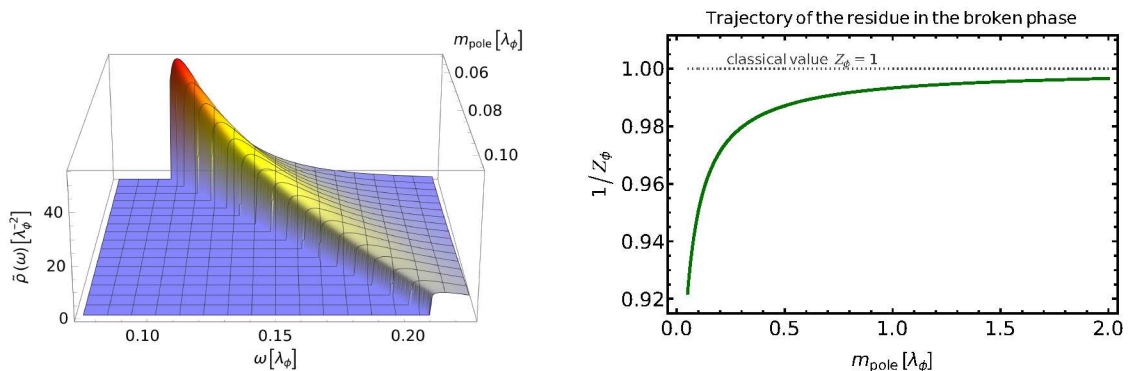 m_pole [λ_ϕ]
0.06
0.08
0.10
ρ̃(ω) [λ_ϕ^-2]
40
20
0
0.10
0.15
0.20
ω[λ_ϕ]
Trajectory of the residue in the broken phase
classical value Z_ϕ = 1
1 / Z_ϕ
1.00
0.98
0.96
0.94
0.92
0.0
0.5
1.0
1.5
2.0
m_pole [λ_ϕ]